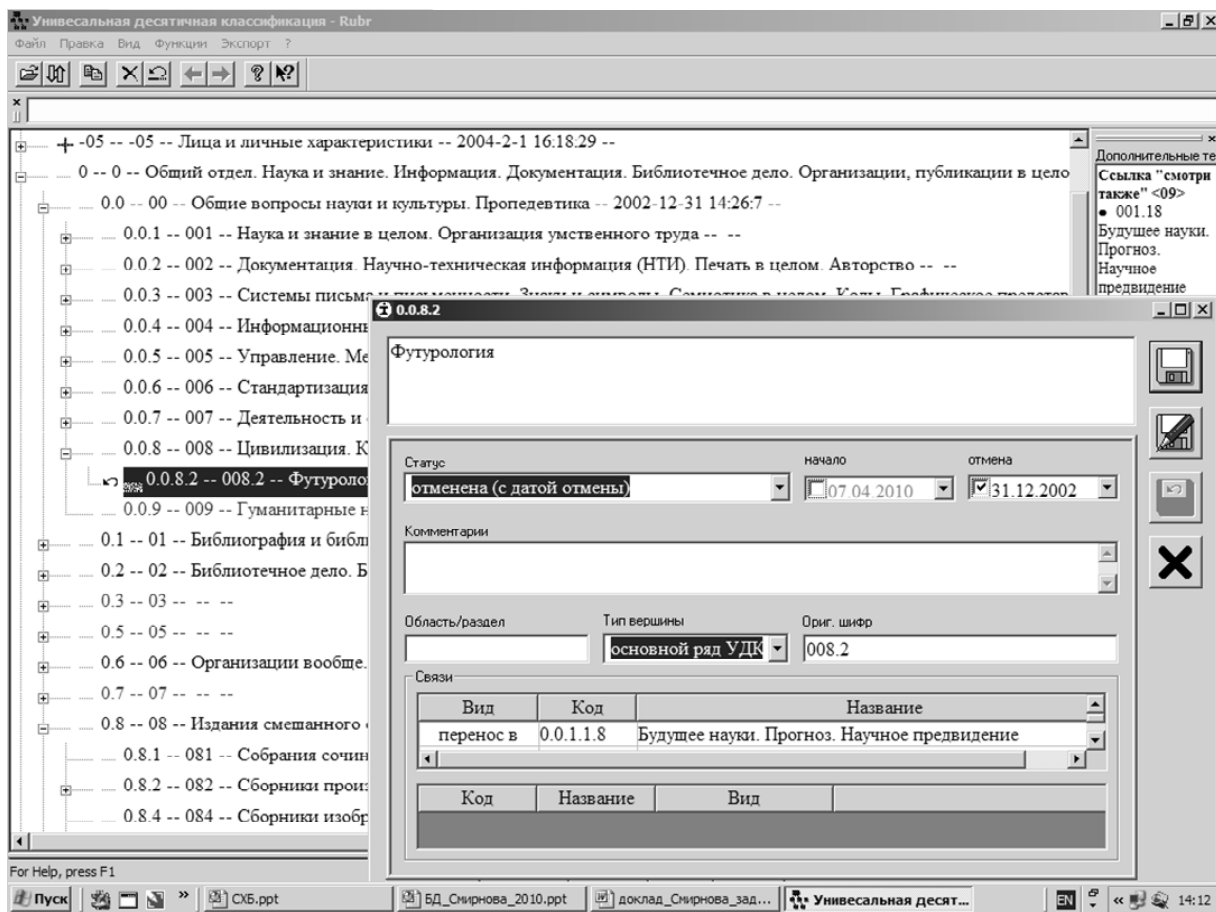 Унивесальная десятичная классификация - Rubr
Файл Правка Вид Функции Экспорт ?
-05 -- -05 -- Лица и личные характеристики -- 2004-2-1 16:18:29 --
0 -- 0 -- Общий отдел. Наука и знание. Информация. Документация. Библиотечное дело. Организации, публикации в цело
0.0 -- 00 -- Общие вопросы науки и культуры. Пропедевтика -- 2002-12-31 14:26:7 --
0.0.1 -- 001 -- Наука и знание в целом. Организация умственного труда -- --
0.0.2 -- 002 -- Документация. Научно-техническая информация (НТИ). Печать в целом. Авторство -- --
0.0.3 -- 003 -- Системы письма и письменности. Знаки и символы. Семиотика в целом. Коды. Графическое представ
0.0.4 -- 004 -- Информационн
0.0.5 -- 005 -- Управление. Ме
0.0.6 -- 006 -- Стандартизация
0.0.7 -- 007 -- Деятельность и
0.0.8 -- 008 -- Цивилизация. К
0.0.8.2 -- 008.2 -- Футуроло
0.0.9 -- 009 -- Гуманитарные н
0.1 -- 01 -- Библиография и библ
0.2 -- 02 -- Библиотечное дело. Б
0.3 -- 03 -- -- --
0.5 -- 05 -- -- --
0.6 -- 06 -- Организации вообще.
0.7 -- 07 -- -- --
0.8 -- 08 -- Издания смешанного
0.8.1 -- 081 -- Собрания сочин
0.8.2 -- 082 -- Сборники произ
0.8.4 -- 084 -- Сборники изобр
Дополнительные те
Ссылка "смотри
также" <09>
• 001.18
Будущее науки.
Прогноз.
Научное
предвидение
0.0.8.2
Футурология
Статус начало отмена
отменена (с датой отмены) 07.04.2010 31.12.2002
Комментарии
Область/раздел Тип вершины Ориг. шифр
основной ряд УДК 008.2
Связи
Вид Код Название
перенос в 0.0.1.1.8 Будущее науки. Прогноз. Научное предвидение
Код Название Вид
For Help, press F1
Пуск » СХБ.ppt БД_Смирнова_2010.ppt доклад_Смирнова_зад... Унивесальная десят... EN « 14:12